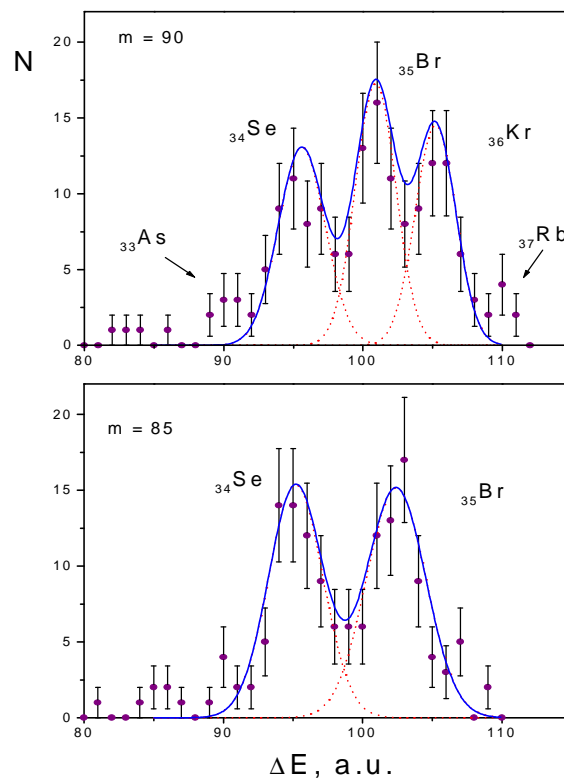 N
m = 90
20
15
10
5
0
₃₃As
₃₄Se
₃₅Br
₃₆Kr
₃₇Rb
80 90 100 110
m = 85
20
15
10
5
0
₃₄Se
₃₅Br
80 90 100 110
ΔE, a.u.